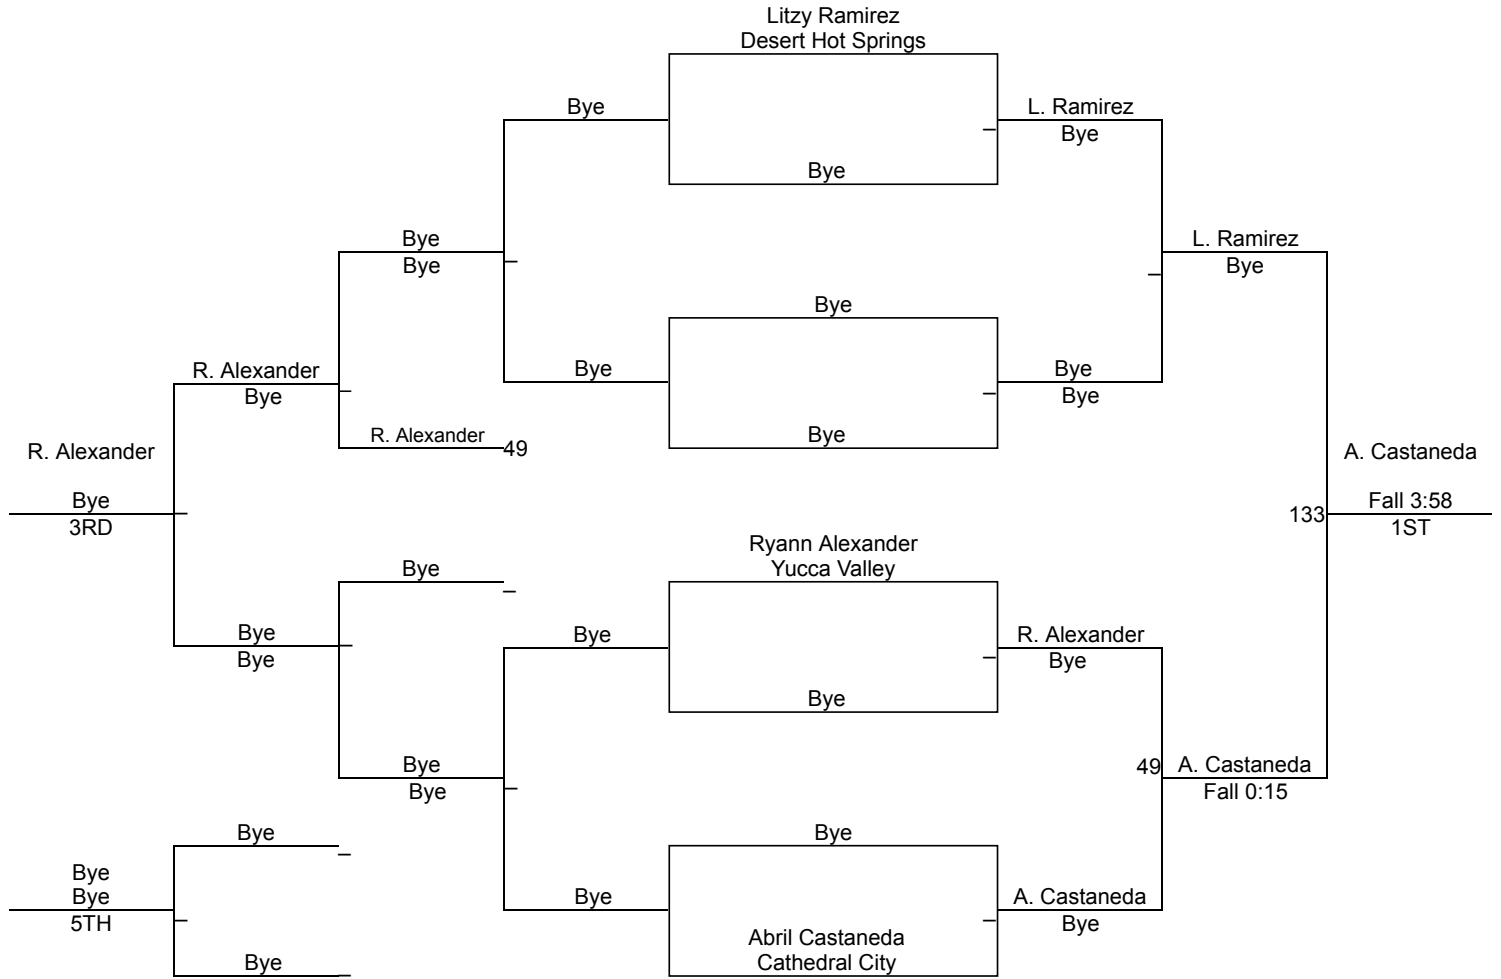 Litzy Ramirez
Desert Hot Springs
Bye
L. Ramirez
Bye
Bye
Bye
Bye
L. Ramirez
Bye
Bye
Bye
Bye
Bye
Bye
R. Alexander
Bye
R. Alexander
49
R. Alexander
Bye
3RD
A. Castaneda
Fall 3:58
1ST
133
Ryann Alexander
Yucca Valley
Bye
Bye
Bye
Bye
R. Alexander
Bye
Bye
Bye
Bye
49
A. Castaneda
Fall 0:15
Bye
Bye
Bye
Bye
5TH
Bye
Bye
A. Castaneda
Bye
Abril Castaneda
Cathedral City